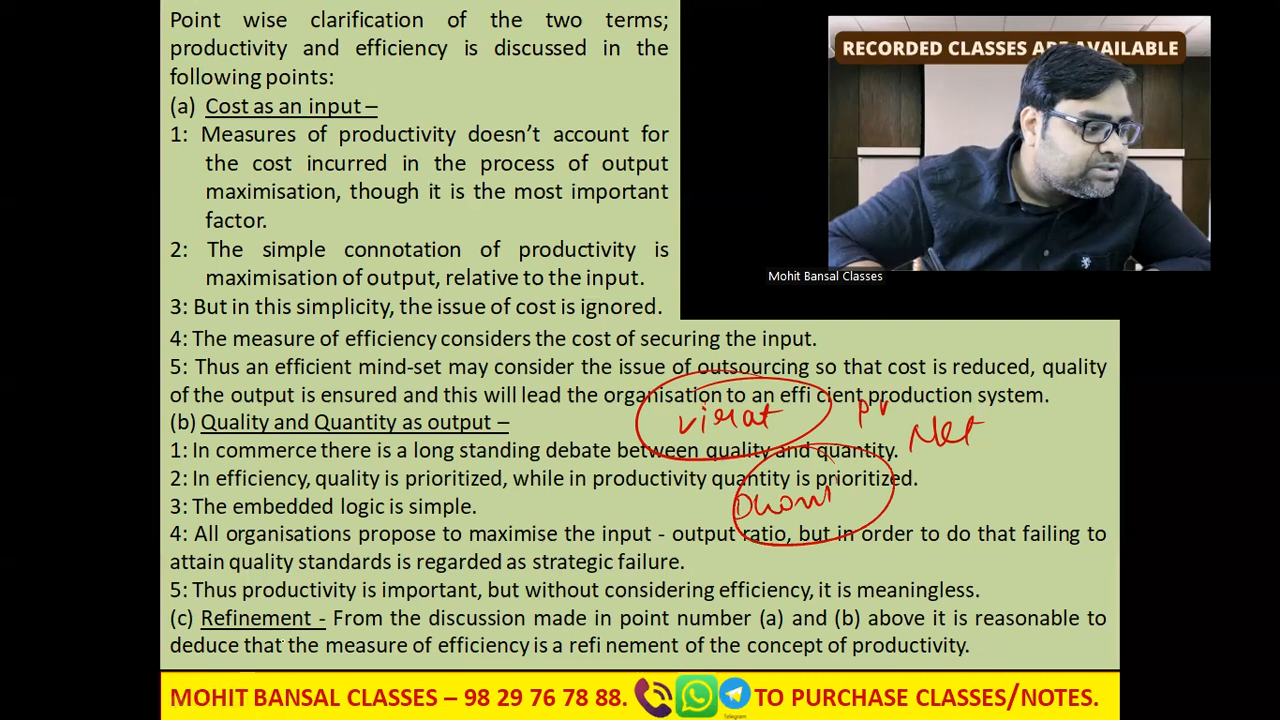 Point wise clarification of the two terms;
productivity and efficiency is discussed in the
following points:
(a) Cost as an input –
1: Measures of productivity doesn't account for
the cost incurred in the process of output
maximisation, though it is the most important
factor.
2: The simple connotation of productivity is
maximisation of output, relative to the input.
3: But in this simplicity, the issue of cost is ignored.
4: The measure of efficiency considers the cost of securing the input.
5: Thus an efficient mind-set may consider the issue of outsourcing so that cost is reduced, quality
of the output is ensured and this will lead the organisation to an effi cient production system.
(b) Quality and Quantity as output –
1: In commerce there is a long standing debate between quality and quantity.
2: In efficiency, quality is prioritized, while in productivity quantity is prioritized.
3: The embedded logic is simple.
4: All organisations propose to maximise the input - output ratio, but in order to do that failing to
attain quality standards is regarded as strategic failure.
5: Thus productivity is important, but without considering efficiency, it is meaningless.
(c) Refinement - From the discussion made in point number (a) and (b) above it is reasonable to
deduce that the measure of efficiency is a refi nement of the concept of productivity.
virat
Net
Dhoni
RECORDED CLASSES ARE AVAILABLE
Mohit Bansal Classes
MOHIT BANSAL CLASSES – 98 29 76 78 88. TO PURCHASE CLASSES/NOTES.
Telegram